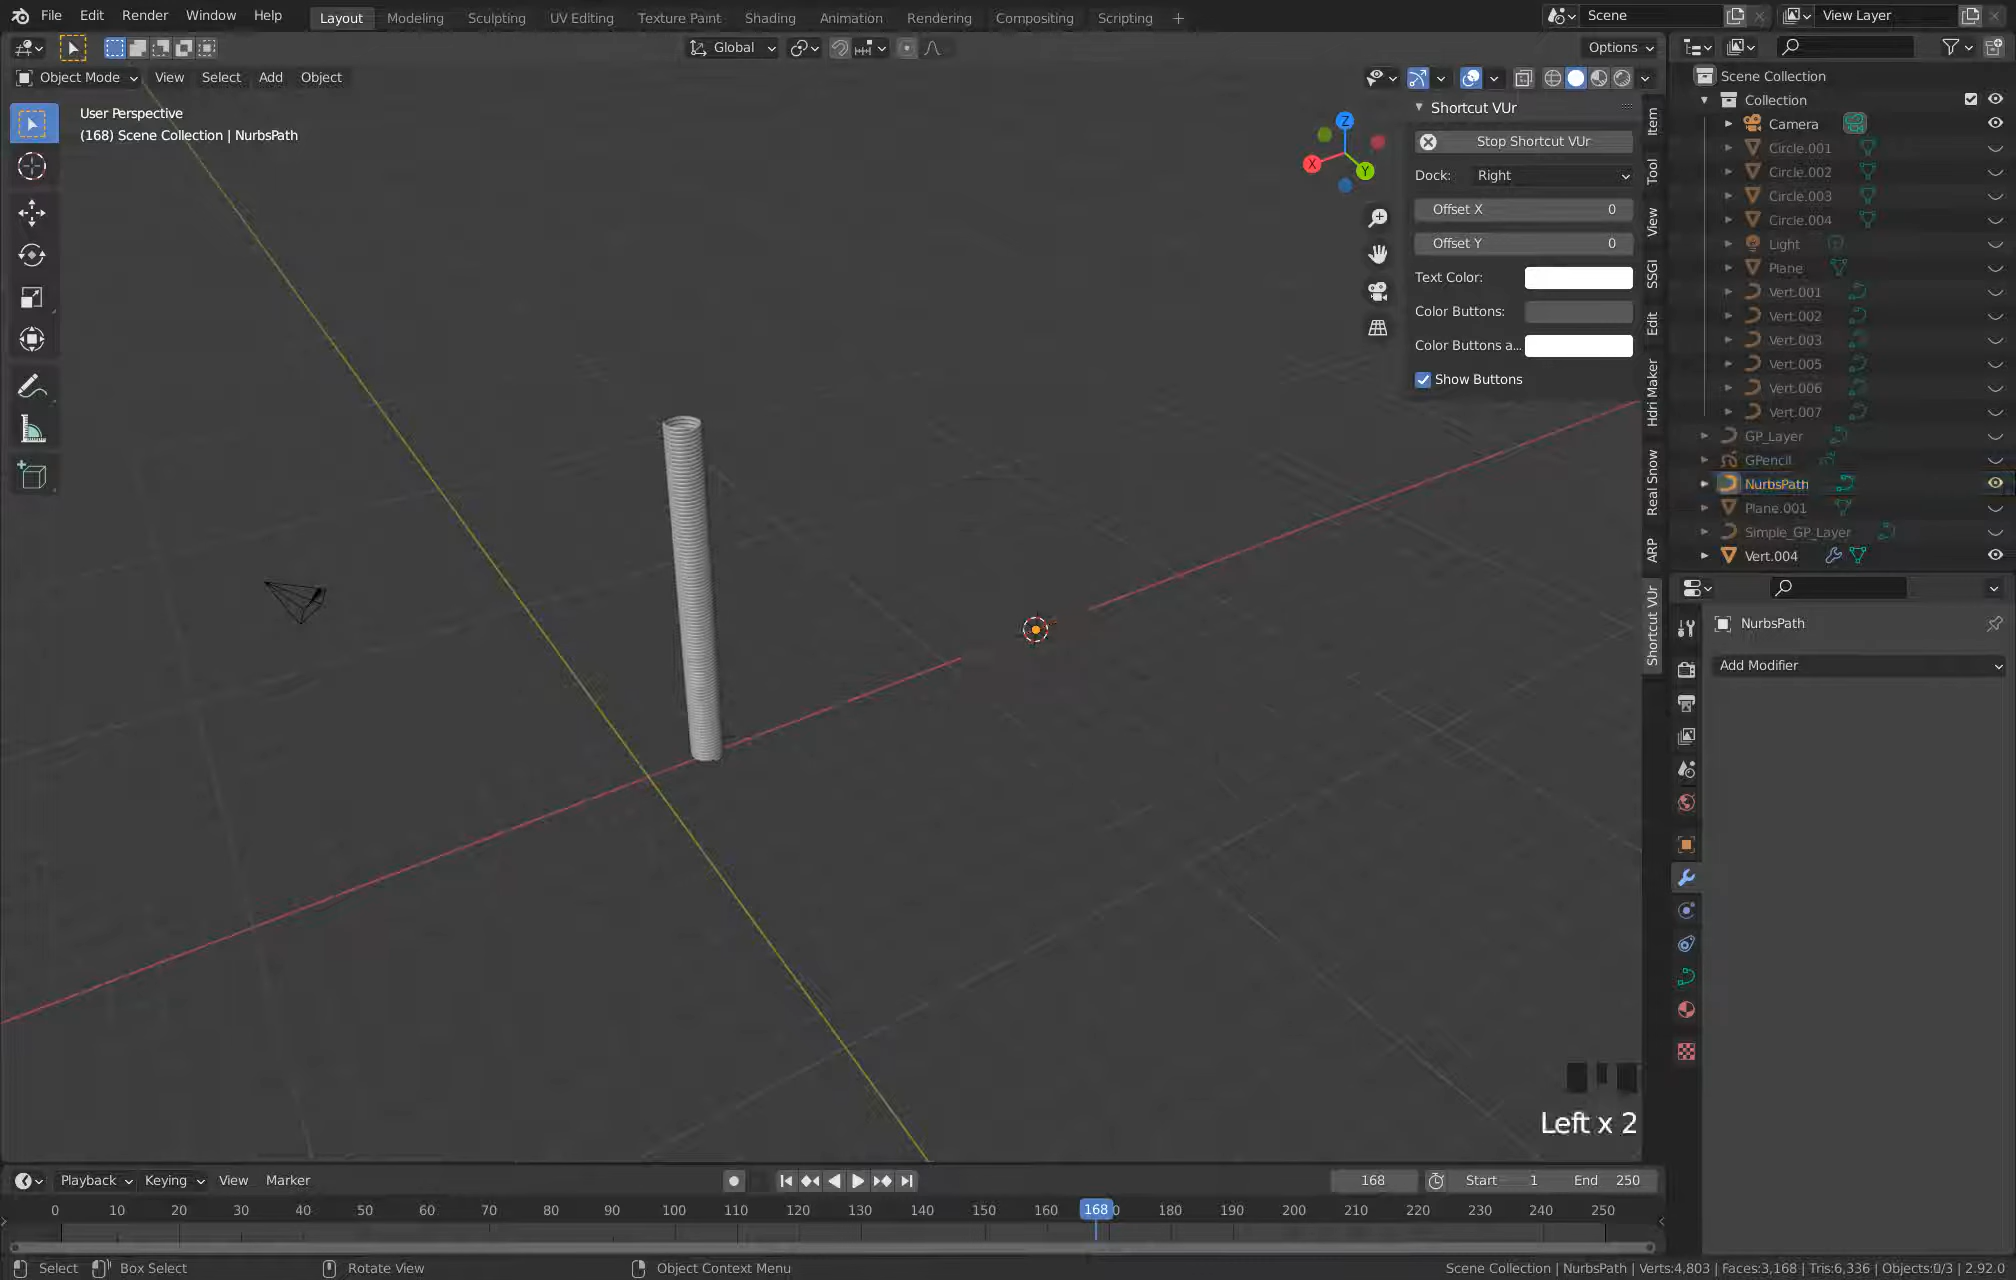 File Edit Render Window Help Layout Modeling Sculpting UV Editing Texture Paint Shading Animation Rendering Compositing Scripting + Scene View Layer
Global Options
Object Mode View Select Add Object
User Perspective
(168) Scene Collection | NurbsPath
Z
X
Y
Shortcut VUr
Stop Shortcut VUr
Dock: Right
Offset X 0
Offset Y 0
Text Color:
Color Buttons:
Color Buttons a...
Show Buttons
Item
Tool
View
SSGI
Edit
Hdri Maker
Real Snow
ARP
Shortcut VUr
Scene Collection
Collection
Camera
Circle.001
Circle.002
Circle.003
Circle.004
Light
Plane
Vert.001
Vert.002
Vert.003
Vert.005
Vert.006
Vert.007
GP_Layer
GPencil
NurbsPath
Plane.001
Simple_GP_Layer
Vert.004
NurbsPath
Add Modifier
Left x 2
Playback Keying View Marker 168 Start 1 End 250
0 10 20 30 40 50 60 70 80 90 100 110 120 130 140 150 160 168 0 180 190 200 210 220 230 240 250
Select Box Select Rotate View Object Context Menu Scene Collection | NurbsPath | Verts:4,803 | Faces:3,168 | Tris:6,336 | Objects:0/3 | 2.92.0